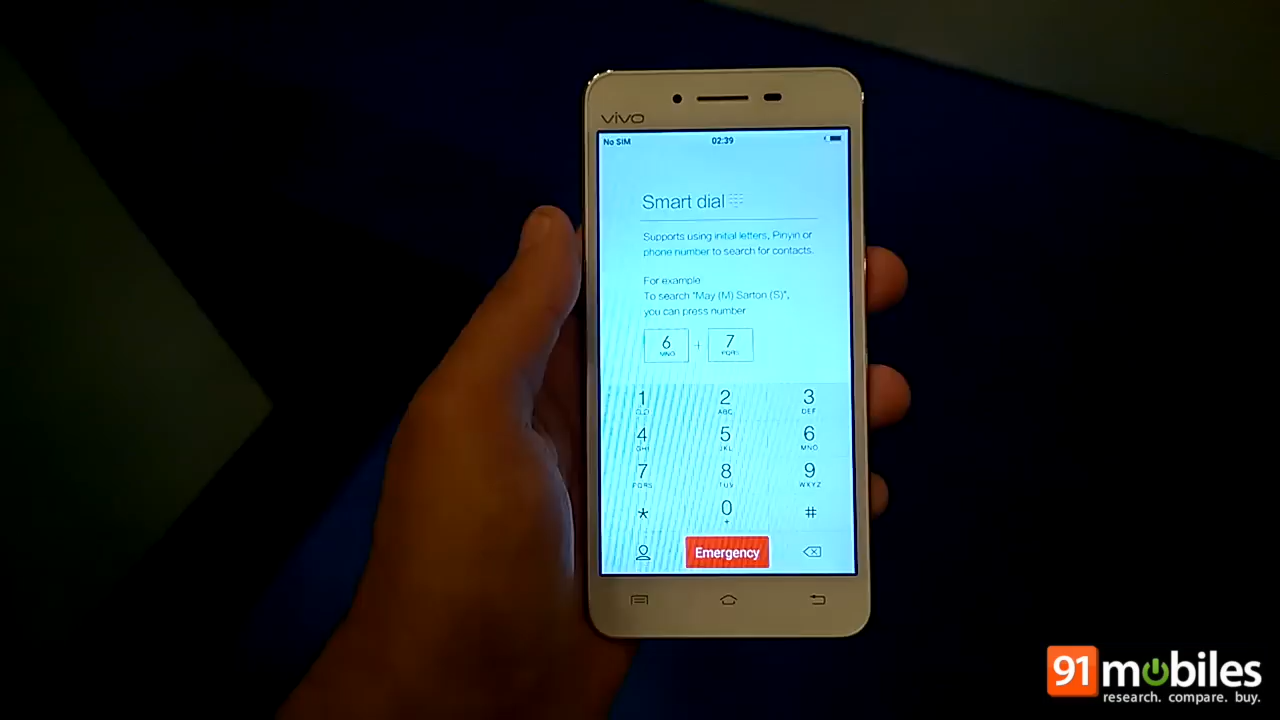 vivo
No SIM 02:39
Smart dial
Supports using initial letters, Pinyin or
phone number to search for contacts.
For example
To search "May (M) Sarton (S)",
you can press number
6 + 7
MNO PQRS
1 2 3
ABC DEF
4 5 6
GHI JKL MNO
7 8 9
PQRS TUV WXYZ
* 0 #
+
Emergency
91mobiles
research. compare. buy.